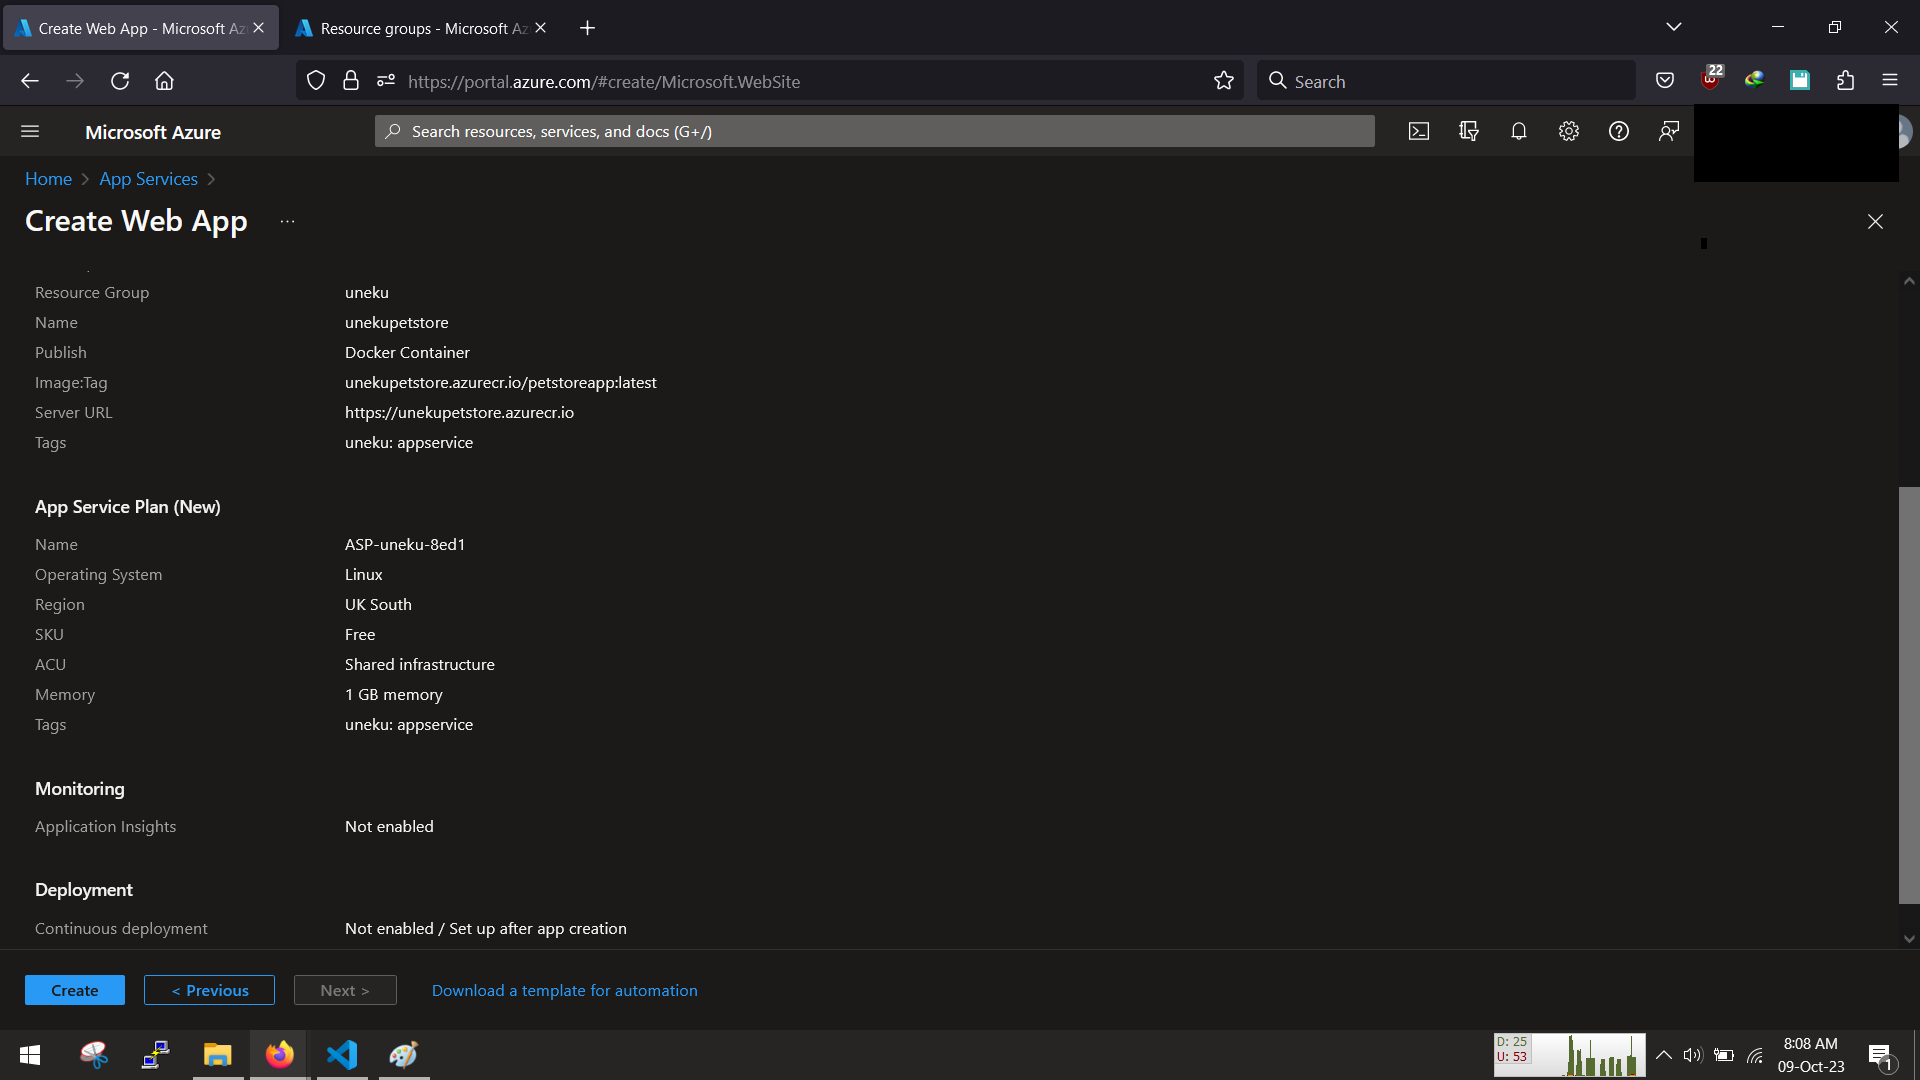 Create Web App - Microsoft Az
Resource groups - Microsoft Az
https://portal.azure.com/#create/Microsoft.WebSite
Search
22
Microsoft Azure
Search resources, services, and docs (G+/)
Home > App Services >
Create Web App ...
Resource Group uneku
Name unekupetstore
Publish Docker Container
Image:Tag unekupetstore.azurecr.io/petstoreapp:latest
Server URL https://unekupetstore.azurecr.io
Tags uneku: appservice
App Service Plan (New)
Name ASP-uneku-8ed1
Operating System Linux
Region UK South
SKU Free
ACU Shared infrastructure
Memory 1 GB memory
Tags uneku: appservice
Monitoring
Application Insights Not enabled
Deployment
Continuous deployment Not enabled / Set up after app creation
Create
< Previous
Next >
Download a template for automation
D: 25
U: 53
8:08 AM
09-Oct-23
1